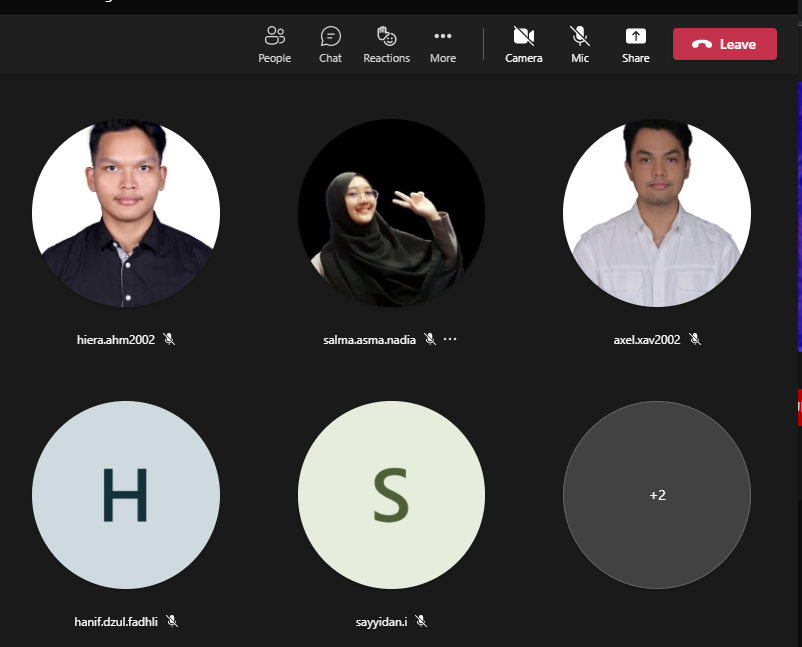 People Chat Reactions More Camera Mic Share Leave
hiera.ahm2002 salma.asma.nadia axel.xav2002
H S +2
hanif.dzul.fadhli sayyidan.i